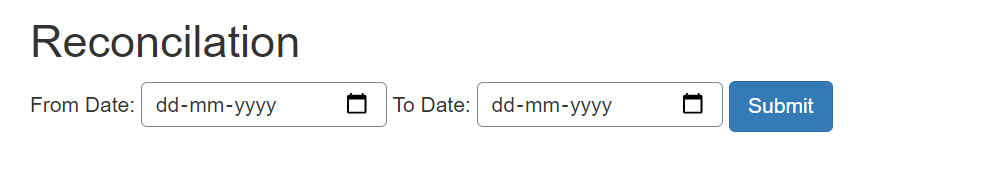 Reconcilation
From Date: dd-mm-yyyy To Date: dd-mm-yyyy Submit